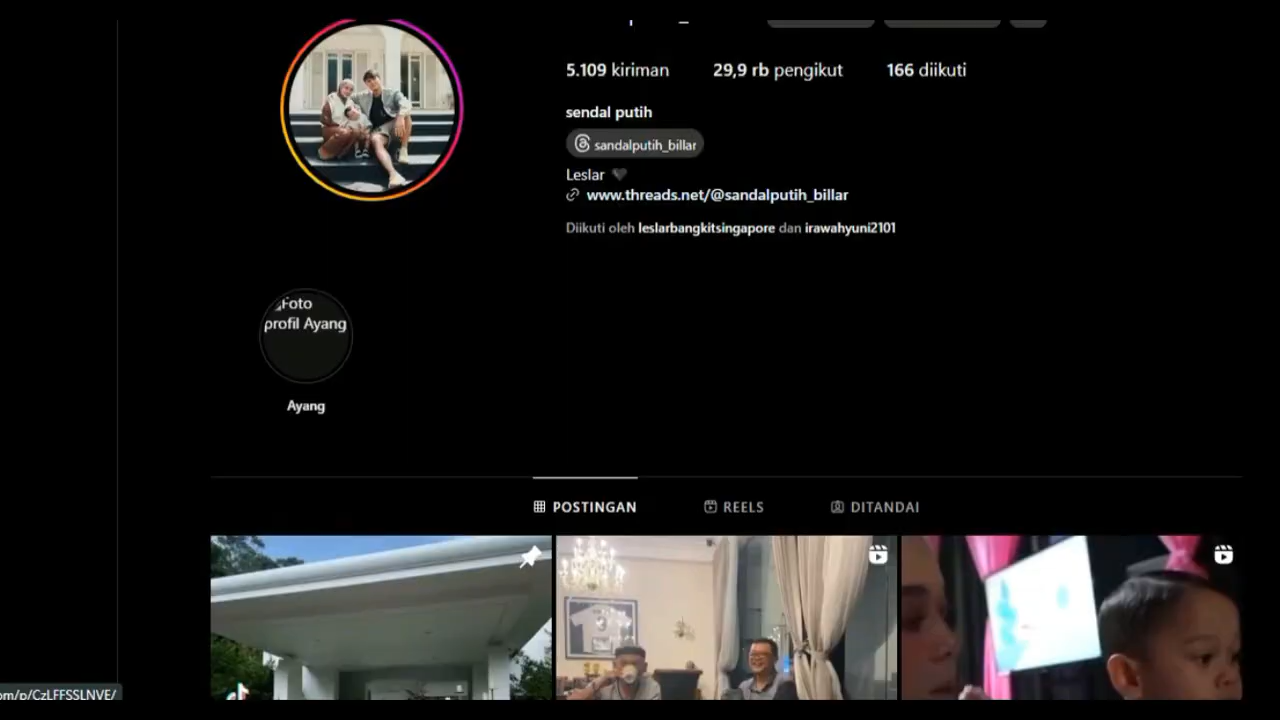 5.109 kiriman 29,9 rb pengikut 166 diikuti
sendal putih
sandalputih_billar
Leslar 🖤
www.threads.net/@sandalputih_billar
Diikuti oleh leslarbangkitsingapore dan irawahyuni2101
Foto
profil Ayang
Ayang
POSTINGAN REELS DITANDAI
om/p/CzLFFSSLNVE/